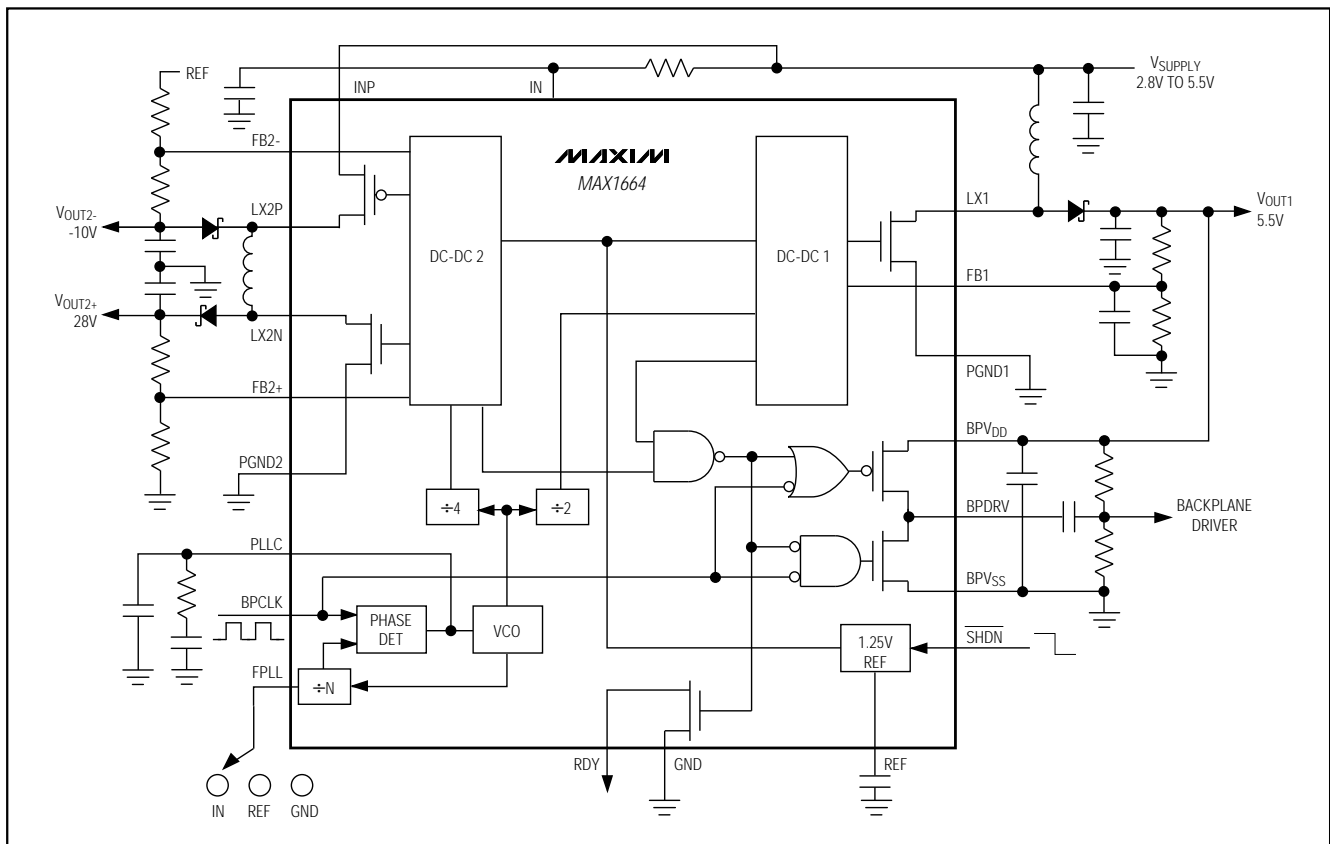 REF
INP
IN
VSUPPLY
2.8V TO 5.5V
FB2-
MAXIM
MAX1664
LX2P
LX1
VOUT2-
-10V
VOUT1
5.5V
DC-DC 2
DC-DC 1
FB1
VOUT2+
28V
LX2N
PGND1
FB2+
BPVDD
PGND2
÷4
÷2
BPDRV
BACKPLANE
DRIVER
PLLC
BPVSS
BPCLK
PHASE
DET
VCO
1.25V
REF
SHDN
FPLL
÷N
RDY
GND
REF
IN
REF
GND